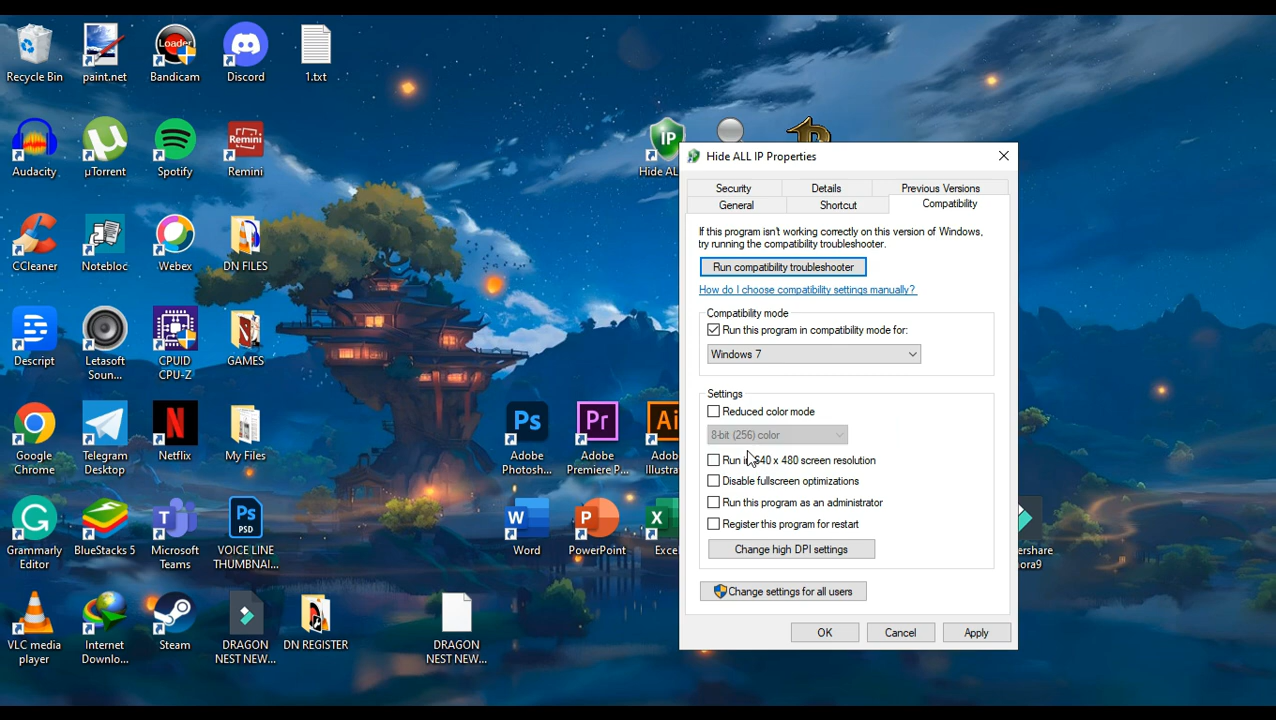 Recycle Bin
paint.net
Loader
Bandicam
Discord
1.txt
Audacity
µTorrent
Spotify
Remini
Remini
CCleaner
Notebloc
Webex
DN FILES
Descript
Letasoft
Soun...
CPUID
CPU-Z
GAMES
Google
Chrome
Telegram
Desktop
Netflix
My Files
Grammarly
Editor
BlueStacks 5
Microsoft
Teams
Ps
PSD
VOICE LINE
THUMBNAI...
VLC media
player
Internet
Downlo...
Steam
DRAGON
NEST NEW...
DN REGISTER
DRAGON
NEST NEW...
Ps
Adobe
Photosh...
Pr
Adobe
Premiere P...
Ai
Adob
Illustra
W
Word
P
PowerPoint
X
Exce
iP
Hide AL
ershare
ora9
Hide ALL IP Properties
Security
Details
Previous Versions
General
Shortcut
Compatibility
If this program isn't working correctly on this version of Windows,
try running the compatibility troubleshooter.
Run compatibility troubleshooter
How do I choose compatibility settings manually?
Compatibility mode
Run this program in compatibility mode for:
Windows 7
Settings
Reduced color mode
8-bit (256) color
Run i 640 x 480 screen resolution
Disable fullscreen optimizations
Run this program as an administrator
Register this program for restart
Change high DPI settings
Change settings for all users
OK
Cancel
Apply